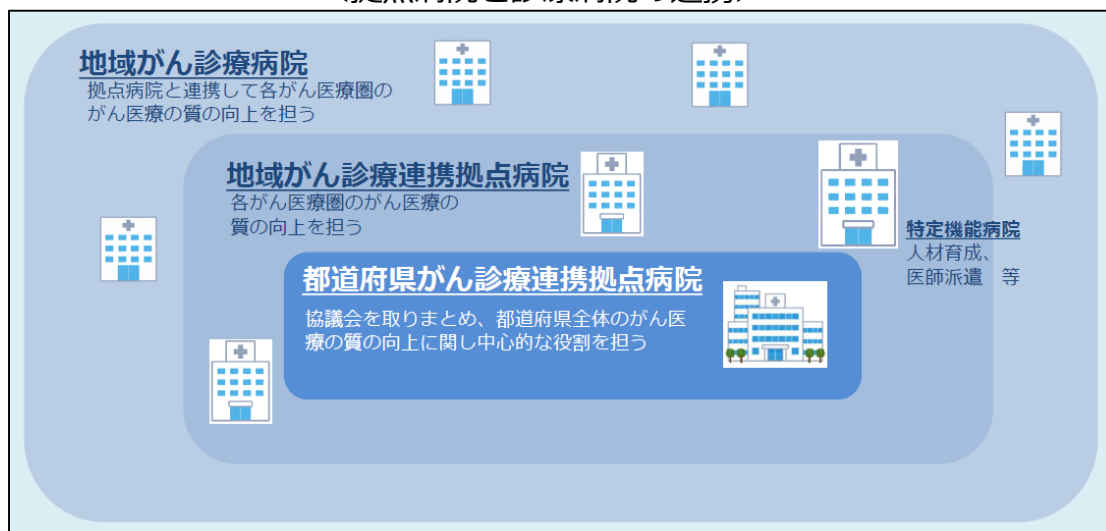 地域がん診療病院
拠点病院と連携して各がん医療圏の
がん医療の質の向上を担う
地域がん診療連携拠点病院
各がん医療圏のがん医療の
質の向上を担う
特定機能病院
人材育成、
医師派遣　等
都道府県がん診療連携拠点病院
協議会を取りまとめ、都道府県全体のがん医
療の質の向上に関し中心的な役割を担う